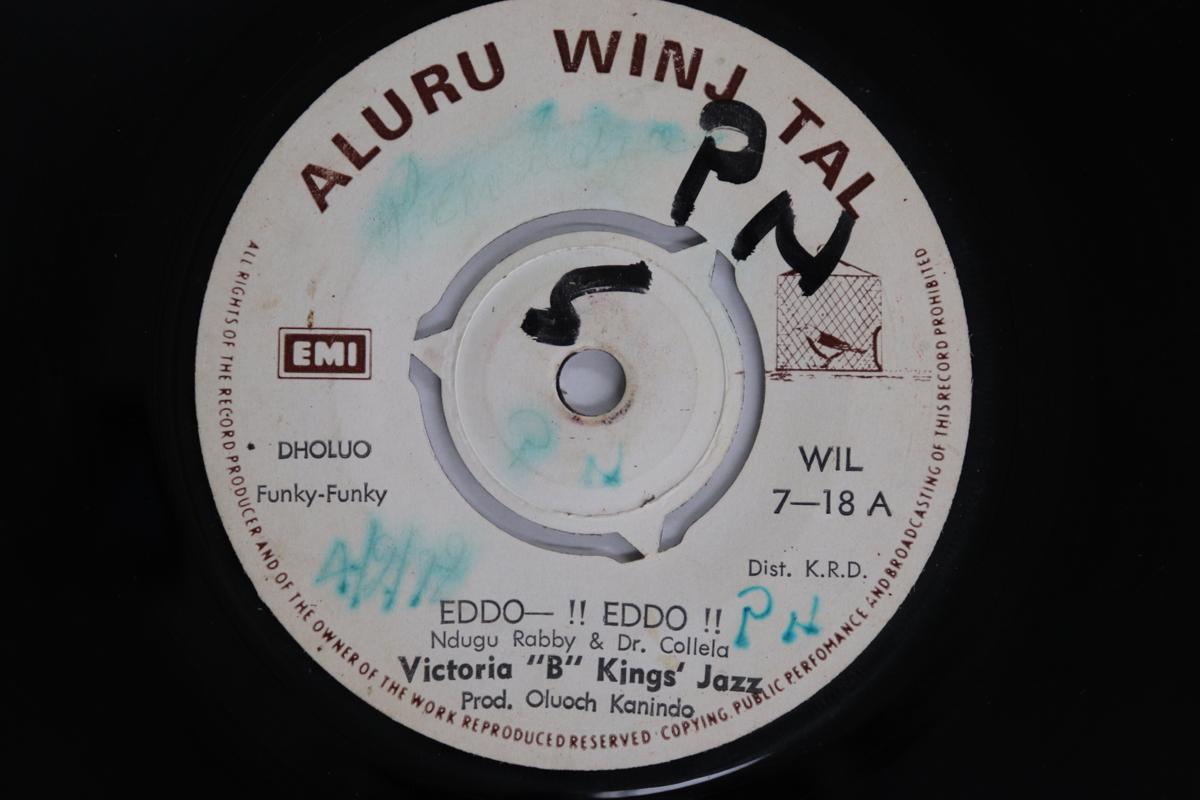 ALURU WINJ TAL
PN
S
EMI
DHOLUO
Funky-Funky
WIL
7—18 A
Dist. K.R.D.
P N
P N
EDDO— !! EDDO !!
Ndugu Rabby & Dr. Collela
Victoria "B" Kings' Jazz
Prod. Oluoch Kanindo
ALL RIGHTS OF THE RECORD PRODUCER AND OF THE OWNER OF THE WORK REPRODUCED RESERVED · COPYING. PUBLIC PERFOMANCE AND BROADCASTING OF THIS RECORD PROHIBITED